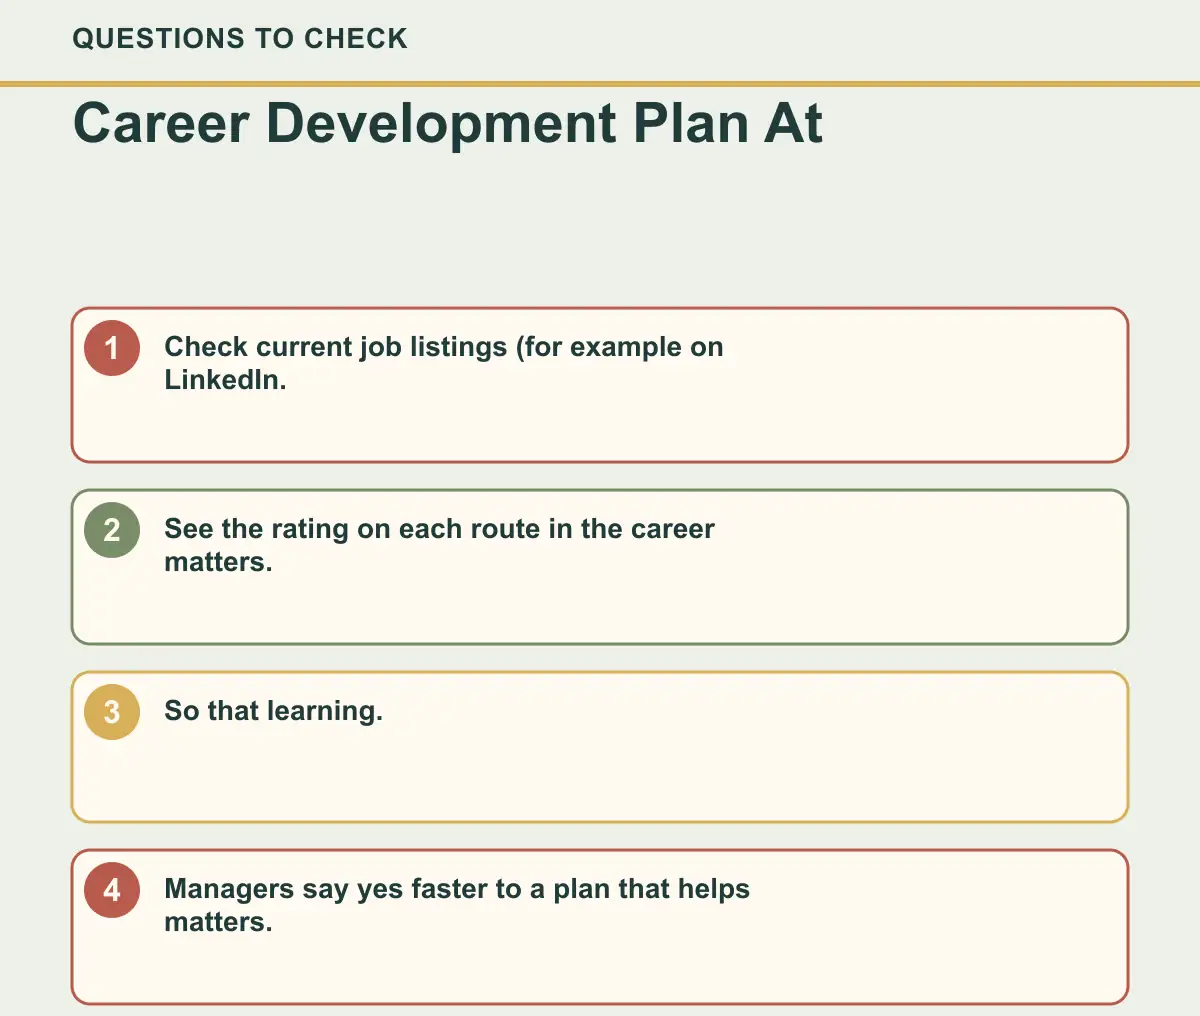 QUESTIONS TO CHECK
Career Development Plan At
1
Check current job listings (for example on
LinkedIn.
2
See the rating on each route in the career
matters.
3
So that learning.
4
Managers say yes faster to a plan that helps
matters.